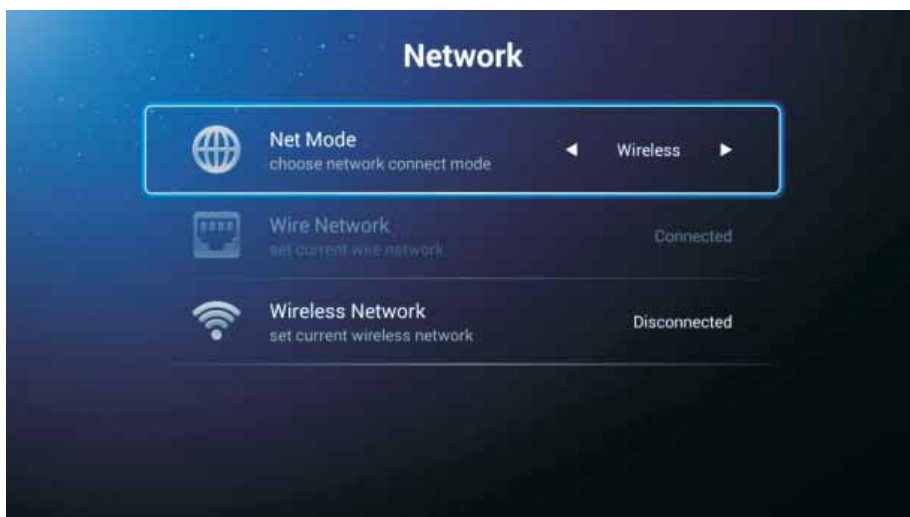 Network
Net Mode
choose network connect mode
Wireless
Wire Network
set current wire network
Connected
Wireless Network
set current wireless network
Disconnected